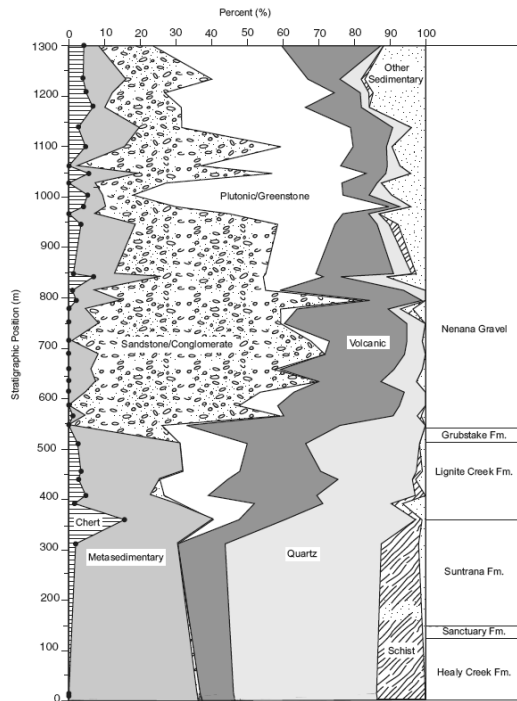 Percent (%)
0 10 20 30 40 50 60 70 80 90 100
Stratigraphic Position (m)
1300
1200
1100
1000
900
800
700
600
500
400
300
200
100
0
Other
Sedimentary
Plutonic/Greenstone
Sandstone/Conglomerate
Volcanic
Chert
Metasedimentary
Quartz
Schist
Nenana Gravel
Grubstake Fm.
Lignite Creek Fm.
Suntrana Fm.
Sanctuary Fm.
Healy Creek Fm.